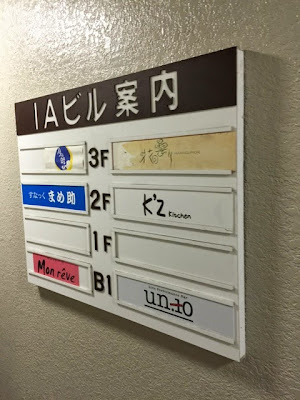 IAビル案内
3F
すなっく まめ助
2F
K'z Kitchen
1F
Mon rêve
B1
un.to